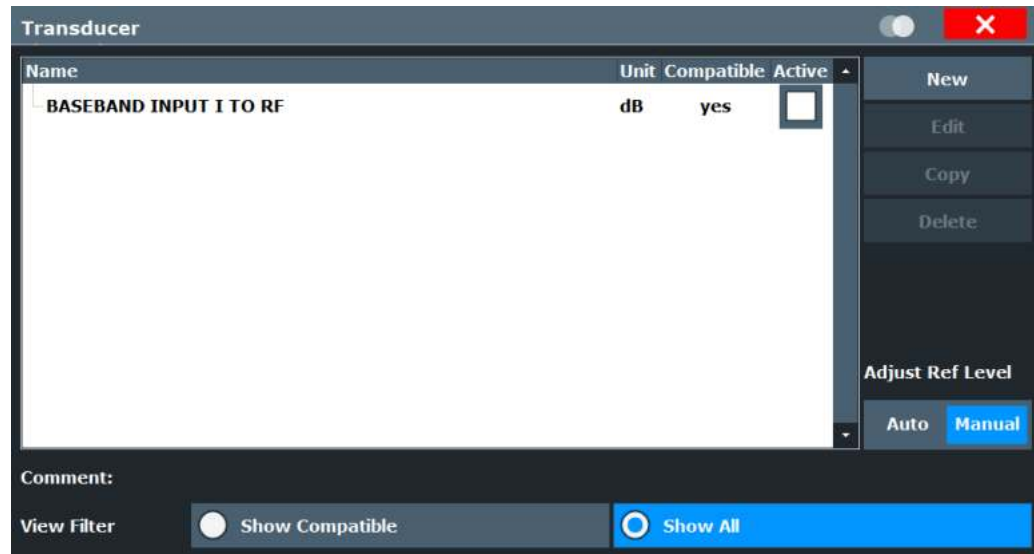 Transducer
Name Unit Compatible Active
BASEBAND INPUT I TO RF dB yes
New
Edit
Copy
Delete
Adjust Ref Level
Auto Manual
Comment:
View Filter Show Compatible Show All